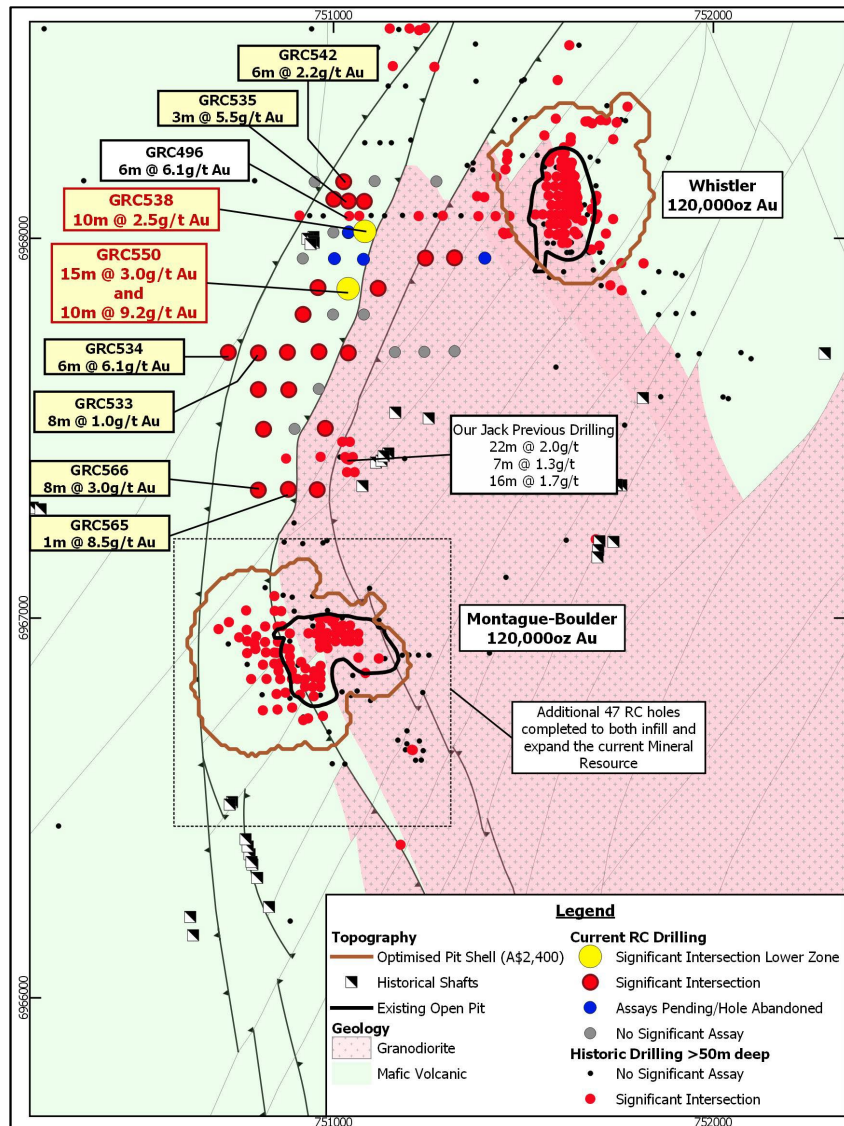 751000
752000
GRC542
6m @ 2.2g/t Au
GRC535
3m @ 5.5g/t Au
GRC496
6m @ 6.1g/t Au
GRC538
10m @ 2.5g/t Au
GRC550
15m @ 3.0g/t Au
and
10m @ 9.2g/t Au
GRC534
6m @ 6.1g/t Au
GRC533
8m @ 1.0g/t Au
GRC566
8m @ 3.0g/t Au
GRC565
1m @ 8.5g/t Au
Whistler
120,000oz Au
Our Jack Previous Drilling
22m @ 2.0g/t
7m @ 1.3g/t
16m @ 1.7g/t
Montague-Boulder
120,000oz Au
Additional 47 RC holes
completed to both infill and
expand the current Mineral
Resource
6968000
6967000
6966000
Legend
Topography
Optimised Pit Shell (A$2,400)
Historical Shafts
Existing Open Pit
Geology
Granodiorite
Mafic Volcanic
Current RC Drilling
Significant Intersection Lower Zone
Significant Intersection
Assays Pending/Hole Abandoned
No Significant Assay
Historic Drilling >50m deep
No Significant Assay
Significant Intersection
751000
752000